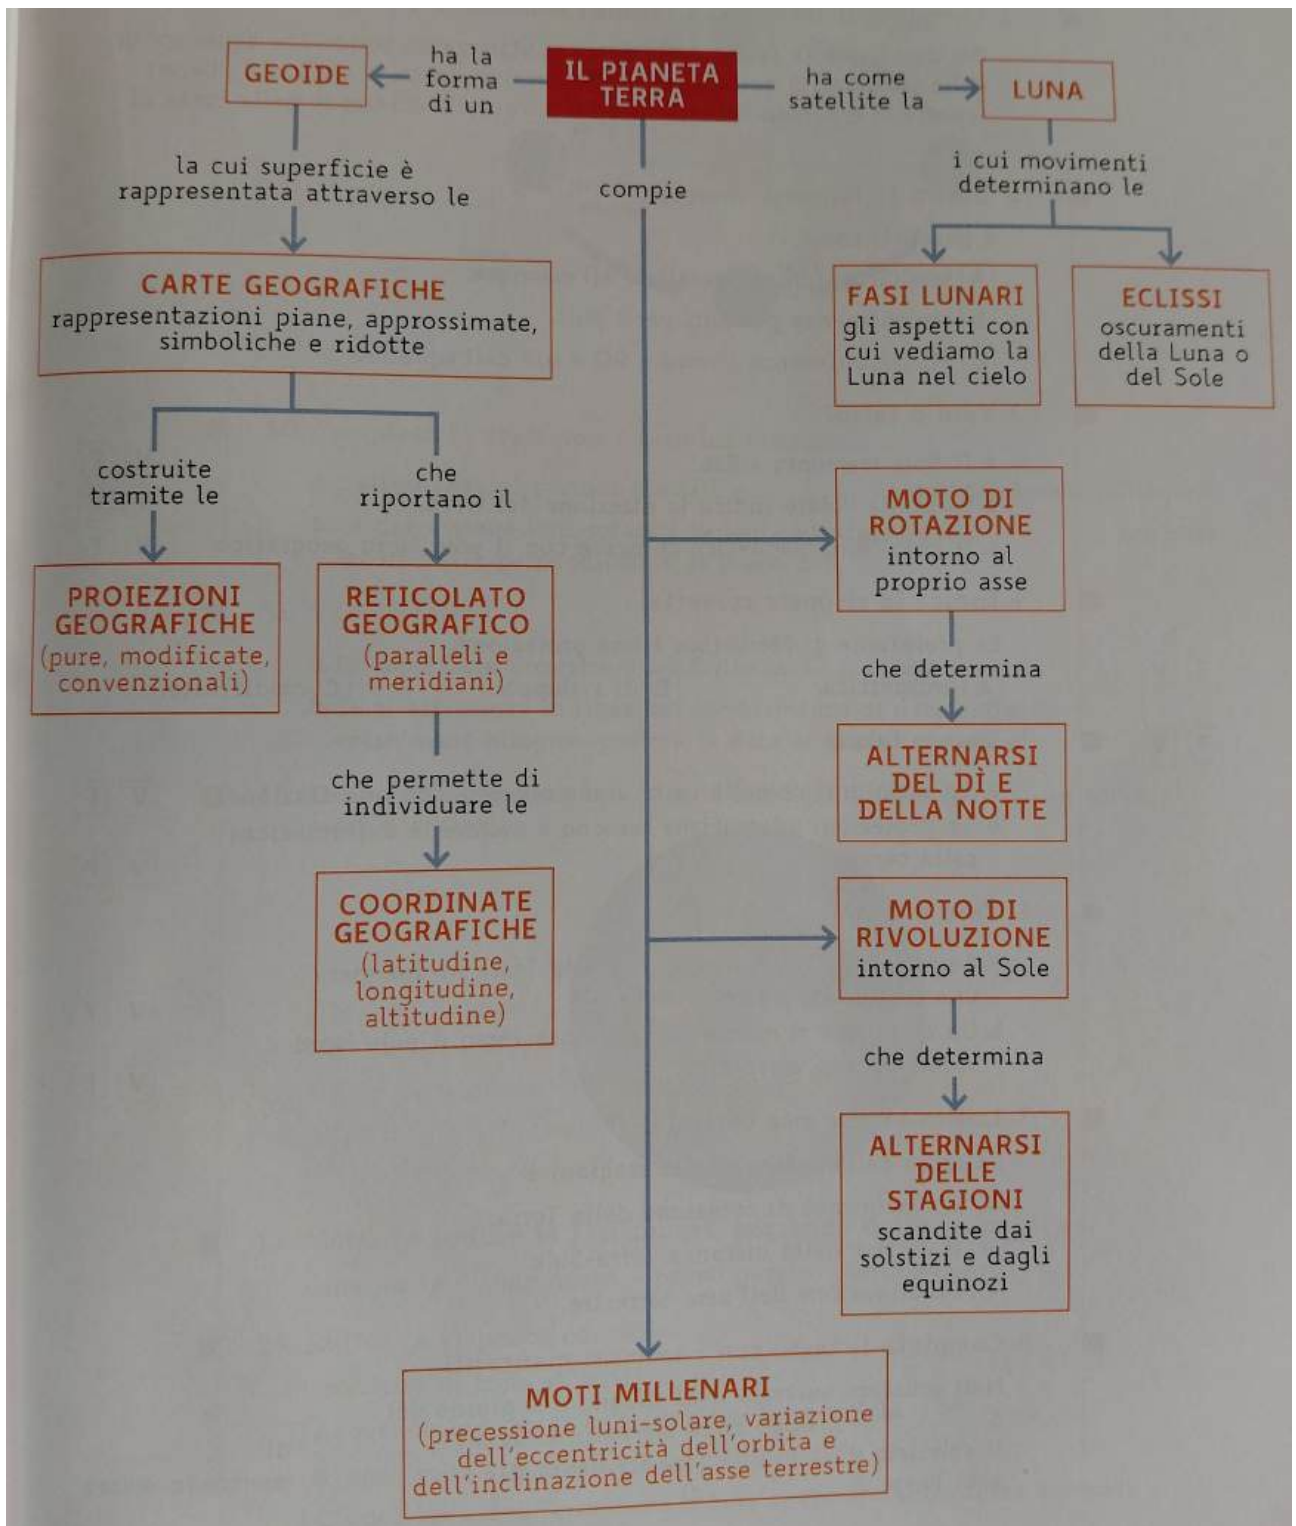 IL PIANETA
TERRA
ha la
forma
di un
GEOIDE
la cui superficie è
rappresentata attraverso le
CARTE GEOGRAFICHE
rappresentazioni piane, approssimate,
simboliche e ridotte
costruite
tramite le
PROIEZIONI
GEOGRAFICHE
(pure, modificate,
convenzionali)
che
riportano il
RETICOLATO
GEOGRAFICO
(paralleli e
meridiani)
che permette di
individuare le
COORDINATE
GEOGRAFICHE
(latitudine,
longitudine,
altitudine)
ha come
satellite la
LUNA
i cui movimenti
determinano le
FASI LUNARI
gli aspetti con
cui vediamo la
Luna nel cielo
ECLISSI
oscuramenti
della Luna o
del Sole
compie
MOTO DI
ROTAZIONE
intorno al
proprio asse
che determina
ALTERNARSI
DEL DÌ E
DELLA NOTTE
MOTO DI
RIVOLUZIONE
intorno al Sole
che determina
ALTERNARSI
DELLE
STAGIONI
scandite dai
solstizi e dagli
equinozi
MOTI MILLENARI
(precessione luni-solare, variazione
dell'eccentricità dell'orbita e
dell'inclinazione dell'asse terrestre)